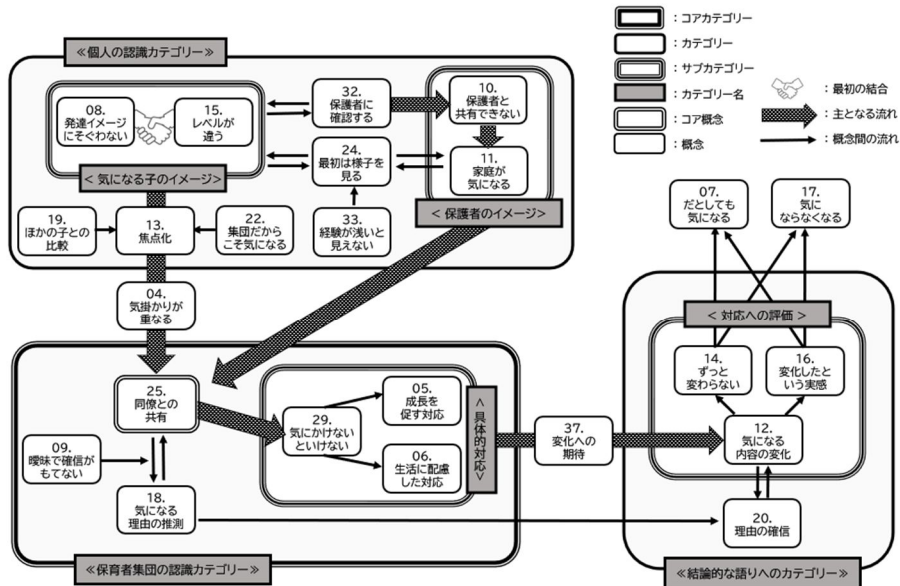 ≪個人の認識カテゴリー≫
08.
発達イメージ
にそぐわない
15.
レベルが
違う
< 気になる子のイメージ>
32.
保護者に
確認する
24.
最初は様子を
見る
33.
経験が浅いと
見えない
10.
保護者と
共有できない
11.
家庭が
気になる
< 保護者のイメージ>
19.
ほかの子との
比較
13.
焦点化
22.
集団だから
こそ気になる
04.
気掛かりが
重なる
25.
同僚との
共有
09.
曖昧で確信が
もてない
18.
気になる
理由の推測
29.
気にかけない
といけない
05.
成長を
促す対応
06.
生活に配慮
した対応
<具体的対応>
≪保育者集団の認識カテゴリー≫
37.
変化への
期待
07.
だとしても
気になる
17.
気に
ならなくなる
< 対応への評価 >
14.
ずっと
変わらない
16.
変化したと
いう実感
12.
気になる
内容の変化
20.
理由の確信
≪結論的な語りへのカテゴリー≫
：コアカテゴリー
：カテゴリー
：サブカテゴリー
：カテゴリー名
：コア概念
：概念
：最初の結合
：主となる流れ
：概念間の流れ